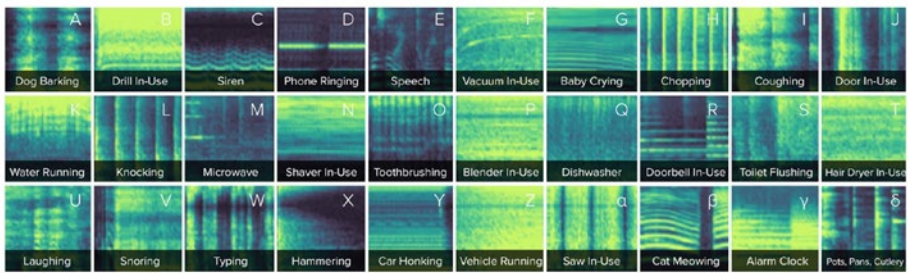 A B C D E F G H I J
Dog Barking Drill In-Use Siren Phone Ringing Speech Vacuum In-Use Baby Crying Chopping Coughing Door In-Use
K L M N O P Q R S T
Water Running Knocking Microwave Shaver In-Use Toothbrushing Blender In-Use Dishwasher Doorbell In-Use Toilet Flushing Hair Dryer In-Use
U V W X Y Z α β γ δ
Laughing Snoring Typing Hammering Car Honking Vehicle Running Saw In-Use Cat Meowing Alarm Clock Pots, Pans, Cutlery